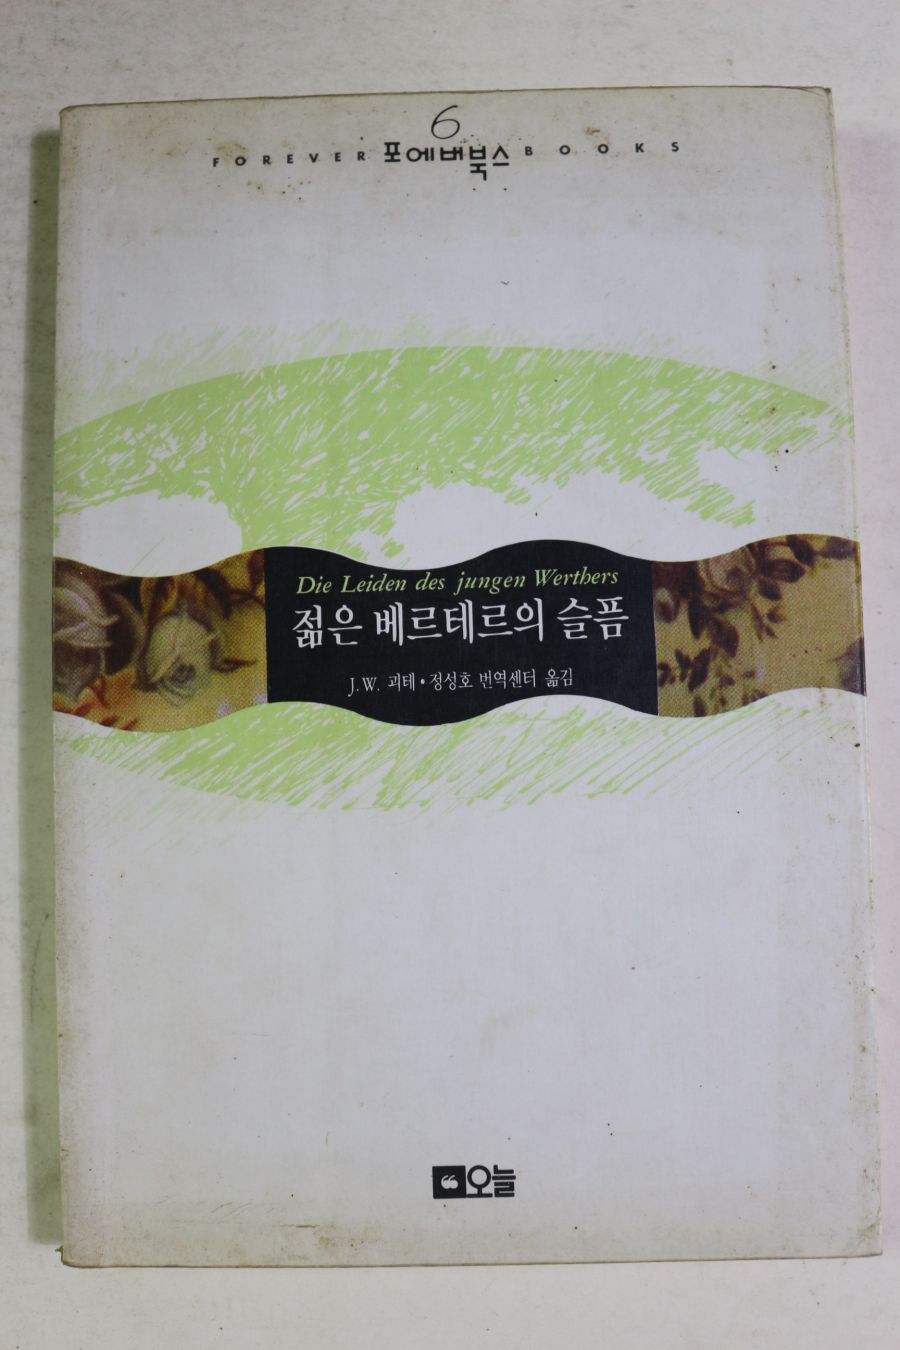 6
FOREVER 포에버북스 BOOKS
Die Leiden des jungen Werthers
젊은 베르테르의 슬픔
J.W. 괴테 • 정성호 번역센터 옮김
오늘